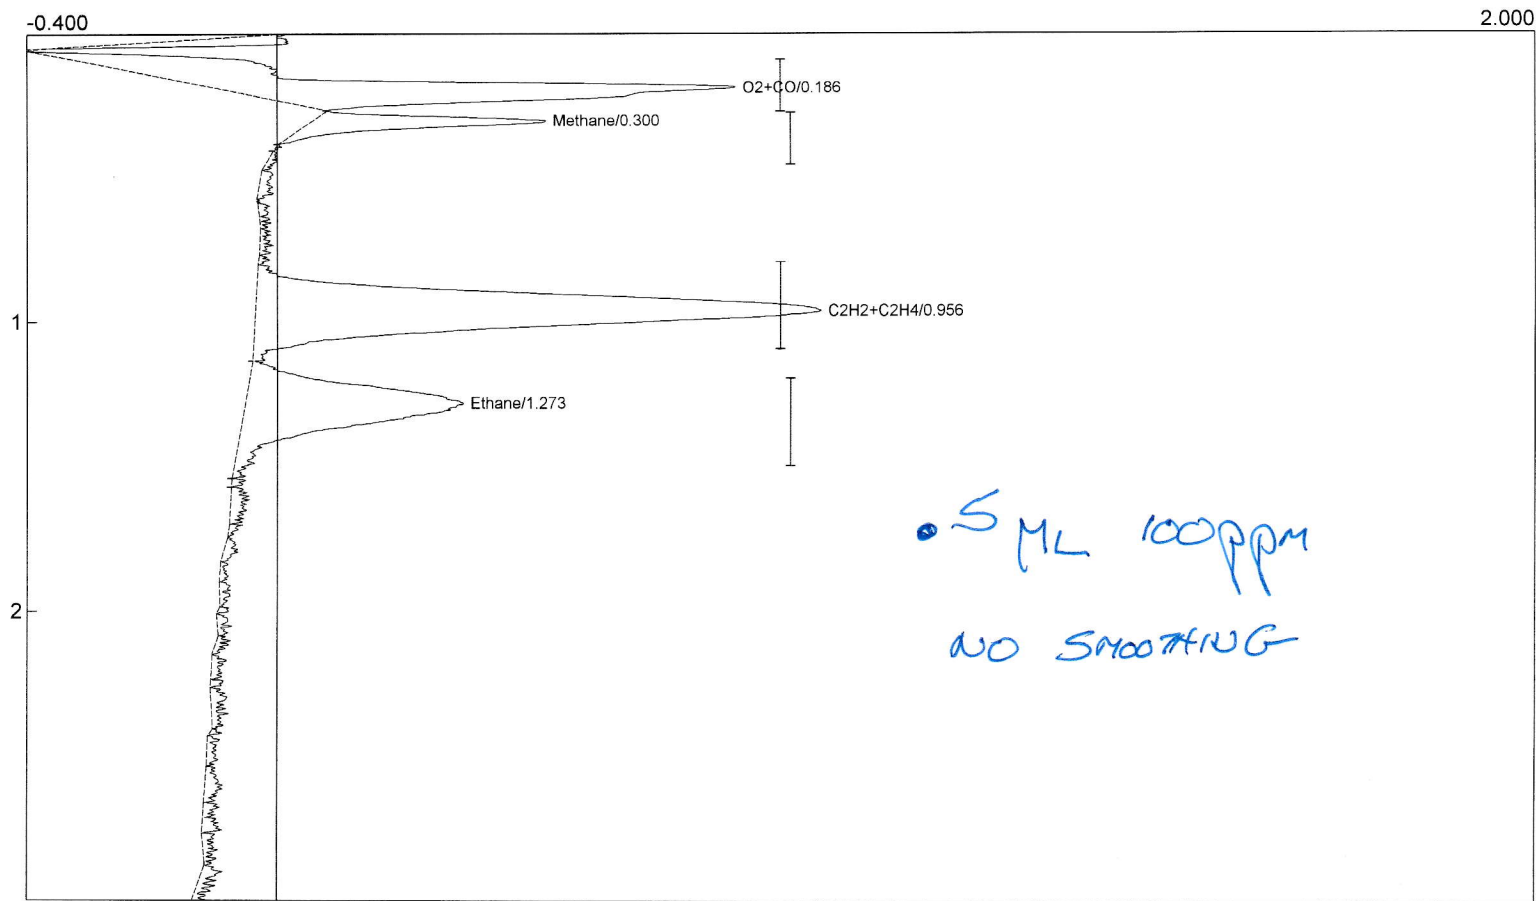 -0.400 2.000
O2+CO/0.186
Methane/0.300
C2H2+C2H4/0.956
1
Ethane/1.273
.5 ML 100ppm
2
NO SMOOTHING